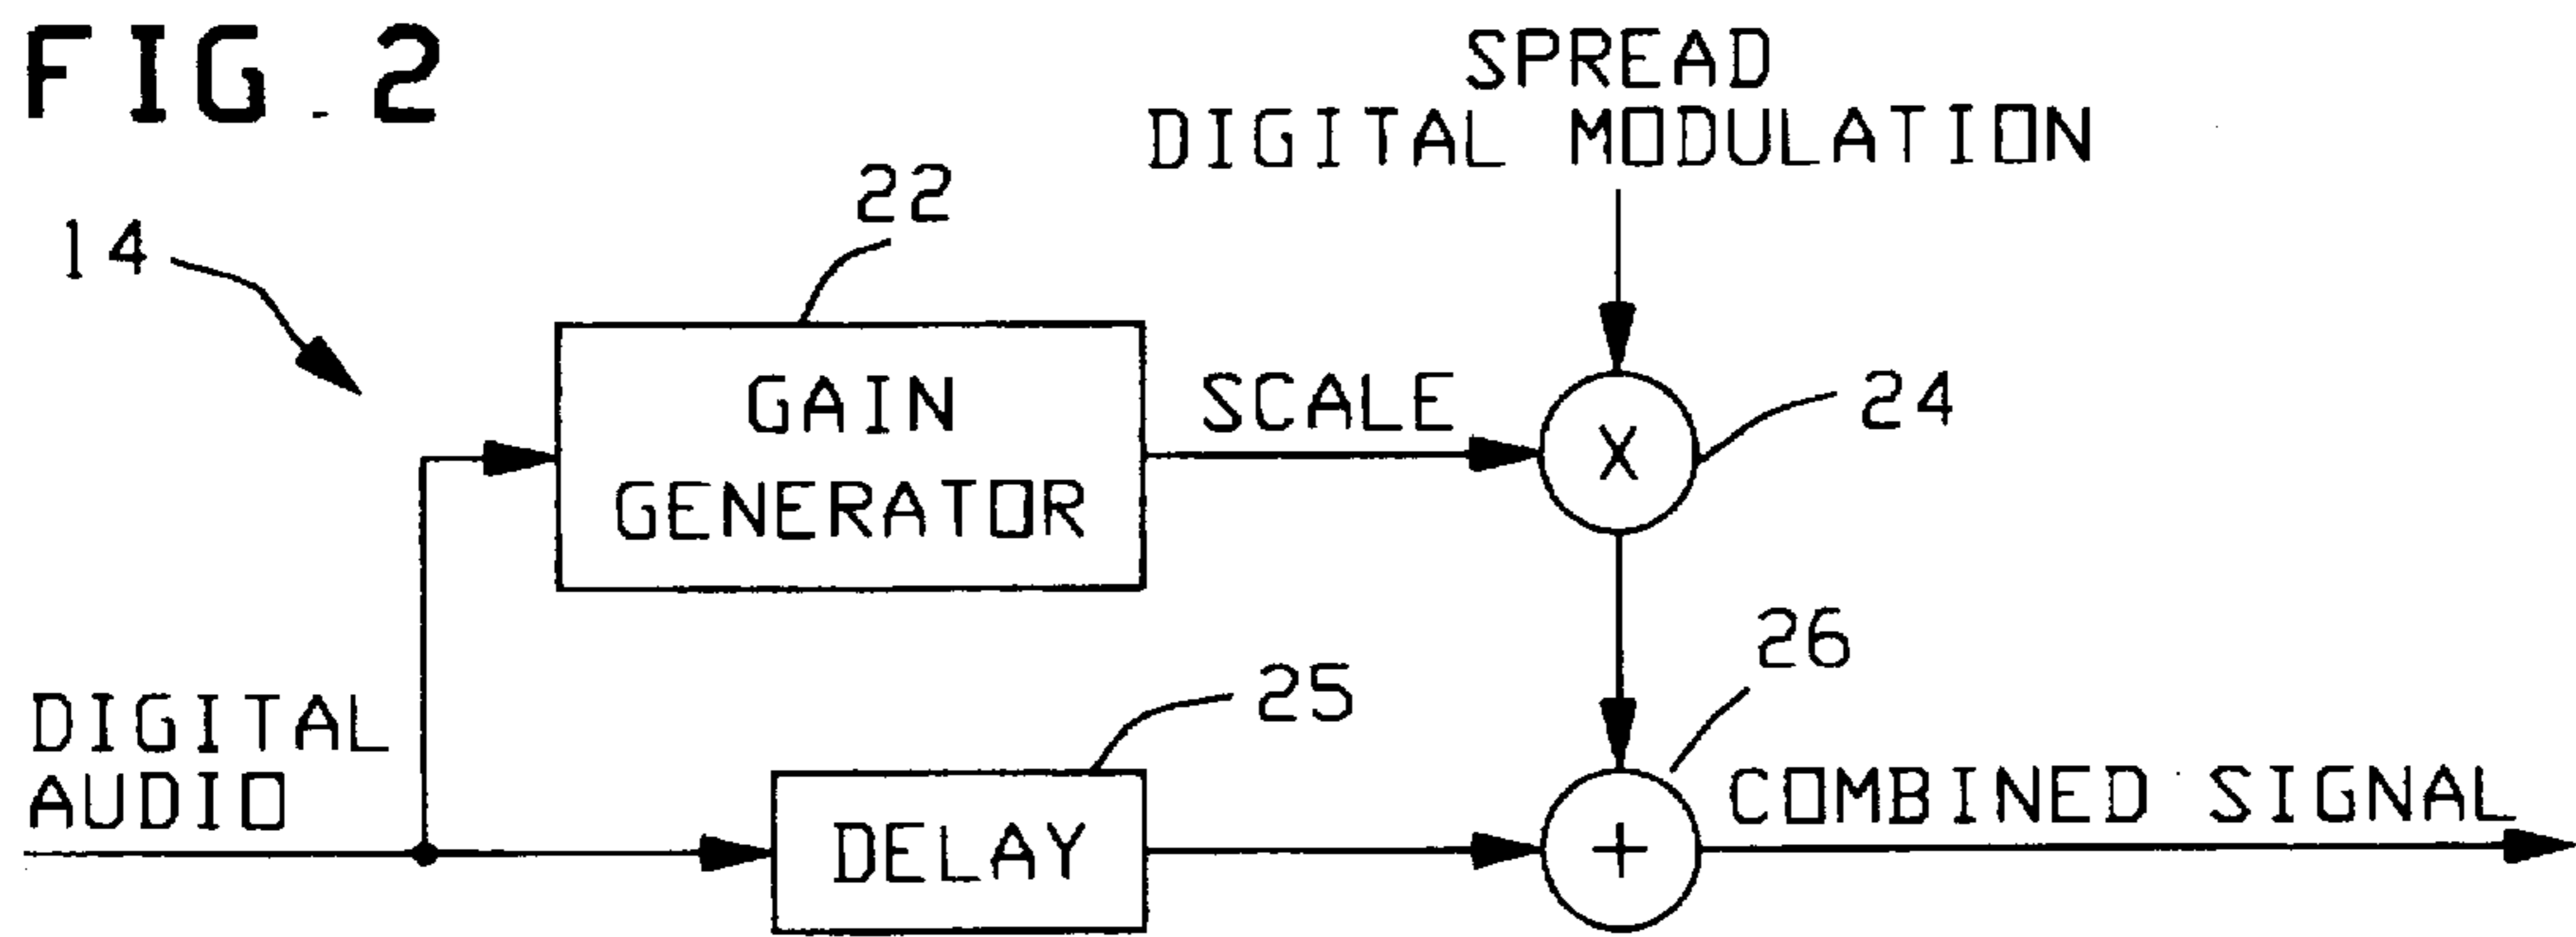 FIG. 2
SPREAD
DIGITAL MODULATION
22
14
GAIN
GENERATOR
SCALE
X
24
26
25
DIGITAL
AUDIO
DELAY
+
COMBINED SIGNAL